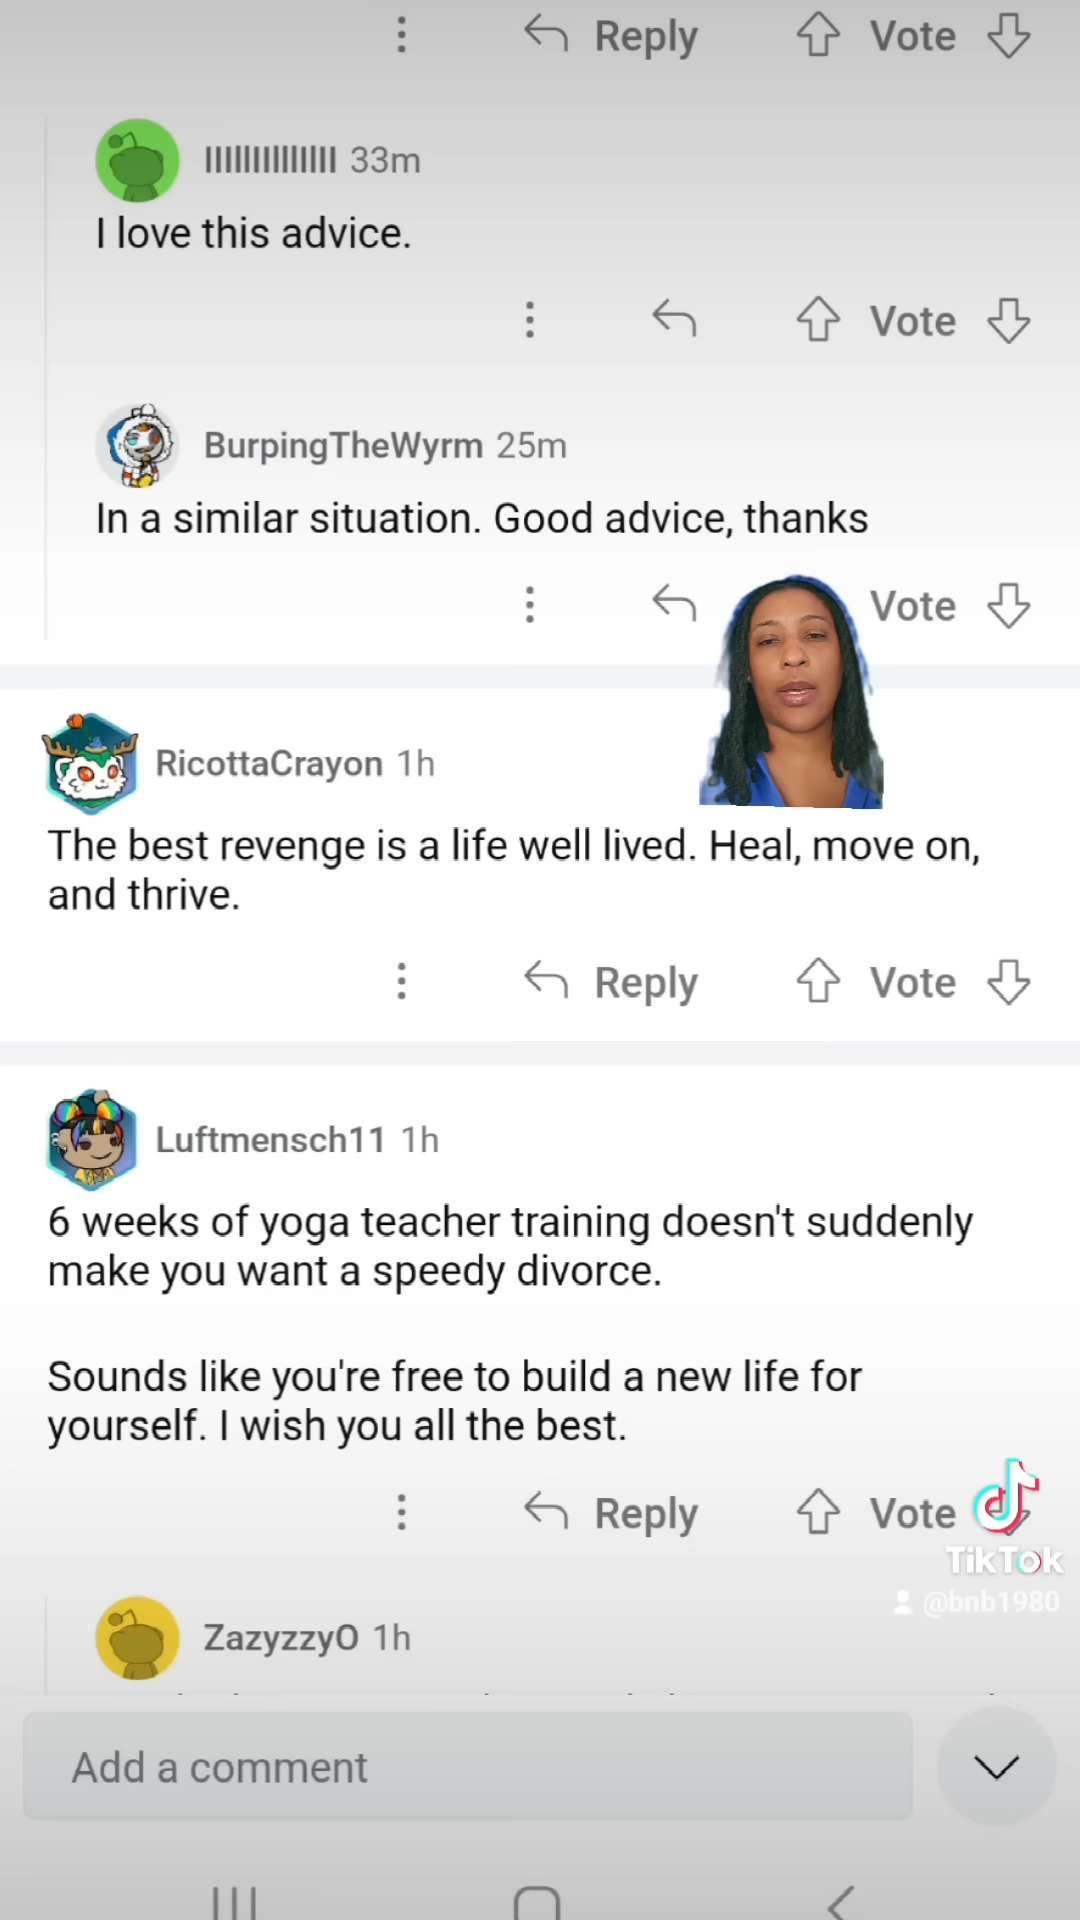 Reply Vote
IIIIIIIIIIIIII 33m
I love this advice.
Vote
BurpingTheWyrm 25m
In a similar situation. Good advice, thanks
Vote
RicottaCrayon 1h
The best revenge is a life well lived. Heal, move on,
and thrive.
Reply Vote
Luftmensch11 1h
6 weeks of yoga teacher training doesn't suddenly
make you want a speedy divorce.
Sounds like you're free to build a new life for
yourself. I wish you all the best.
Reply Vote
TikTok
@bnb1980
ZazyzzyO 1h
Add a comment